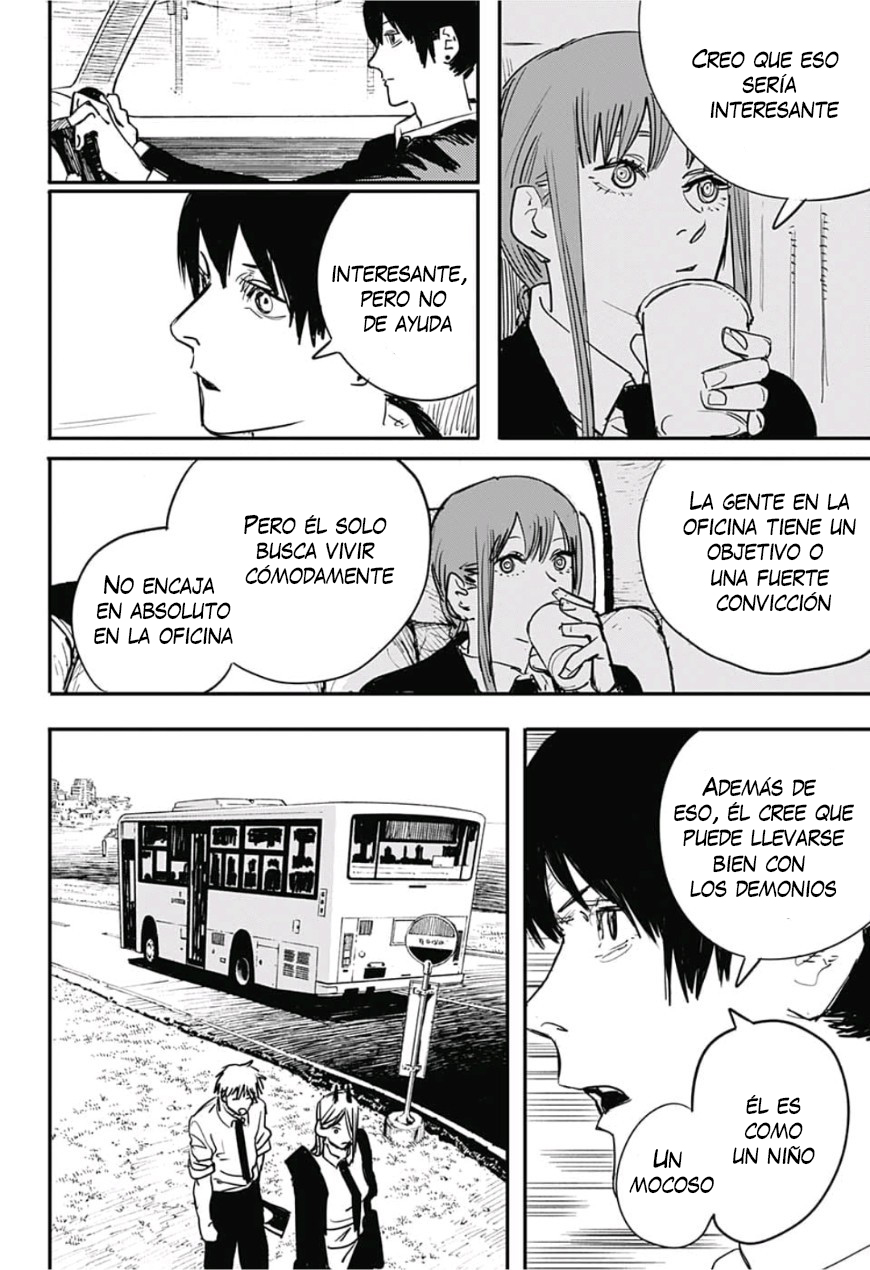 CREO QUE ESO
SERÍA
INTERESANTE
INTERESANTE,
PERO NO
DE AYUDA
LA GENTE EN LA
OFICINA TIENE UN
OBJETIVO O
UNA FUERTE
CONVICCIÓN
PERO ÉL SOLO
BUSCA VIVIR
CÓMODAMENTE
NO ENCAJA
EN ABSOLUTO
EN LA OFICINA
ADEMÁS DE
ESO, ÉL CREE QUE
PUEDE LLEVARSE
BIEN CON
LOS DEMONIOS
ÉL ES
COMO
UN NIÑO
UN
MOCOSO